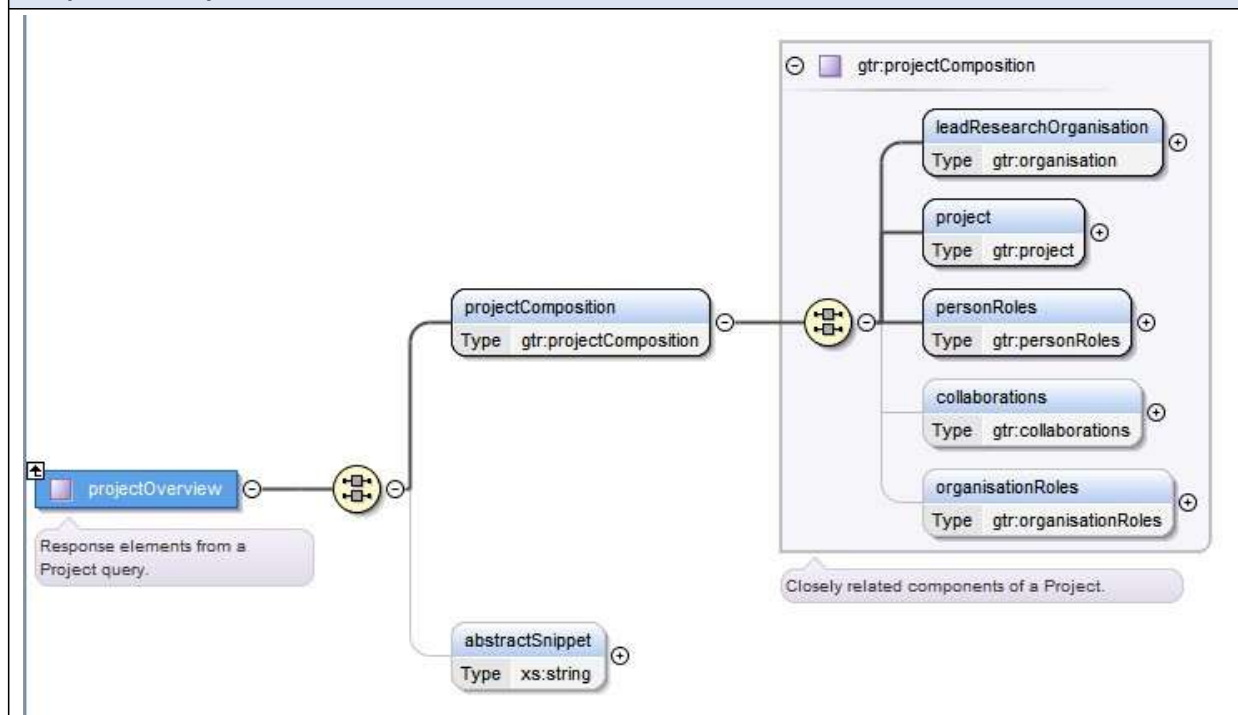 gtr:projectComposition
leadResearchOrganisation
Type gtr:organisation
project
Type gtr:project
personRoles
Type gtr:personRoles
collaborations
Type gtr:collaborations
organisationRoles
Type gtr:organisationRoles
Closely related components of a Project.
projectComposition
Type gtr:projectComposition
projectOverview
Response elements from a
Project query.
abstractSnippet
Type xs:string